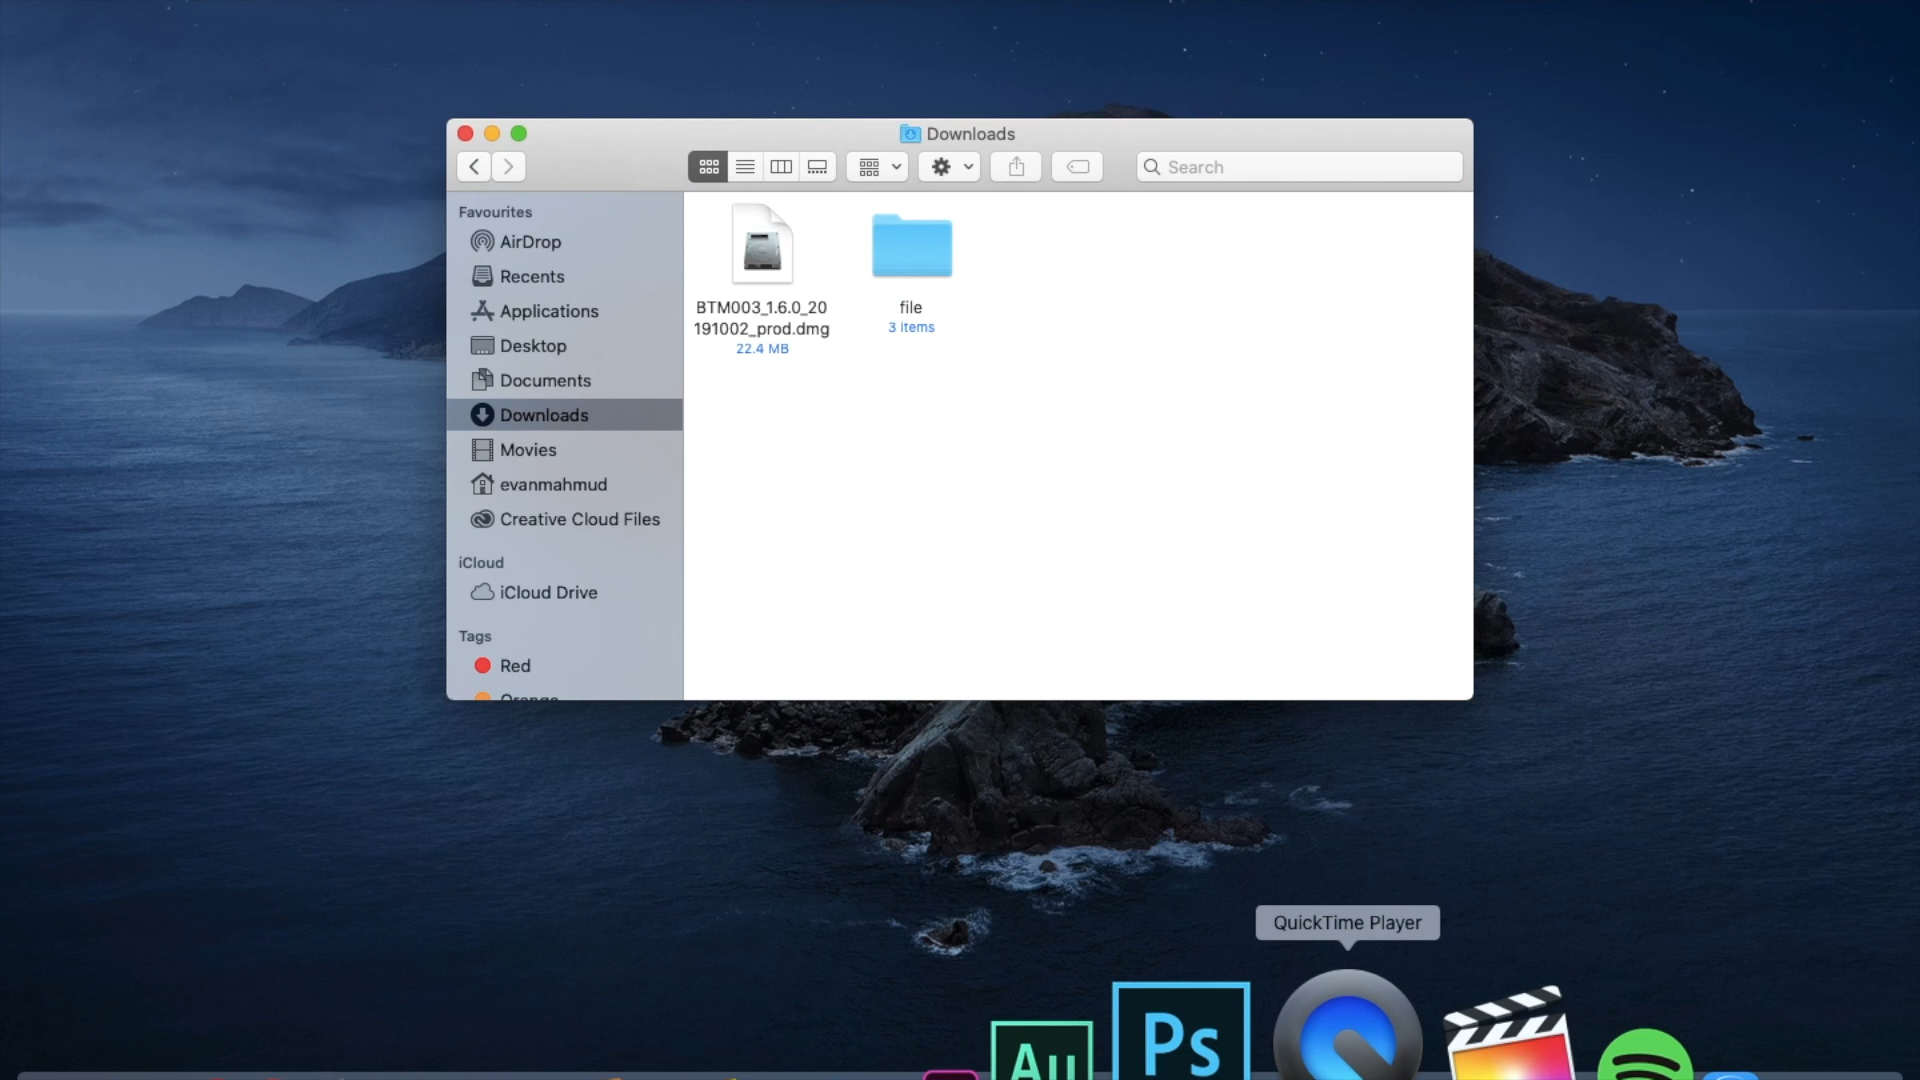 Downloads
Search
Favourites
AirDrop
Recents
Applications
Desktop
Documents
Downloads
Movies
evanmahmud
Creative Cloud Files
iCloud
iCloud Drive
Tags
Red
Orange
BTM003_1.6.0_20
191002_prod.dmg
22.4 MB
file
3 items
QuickTime Player
Au
Ps